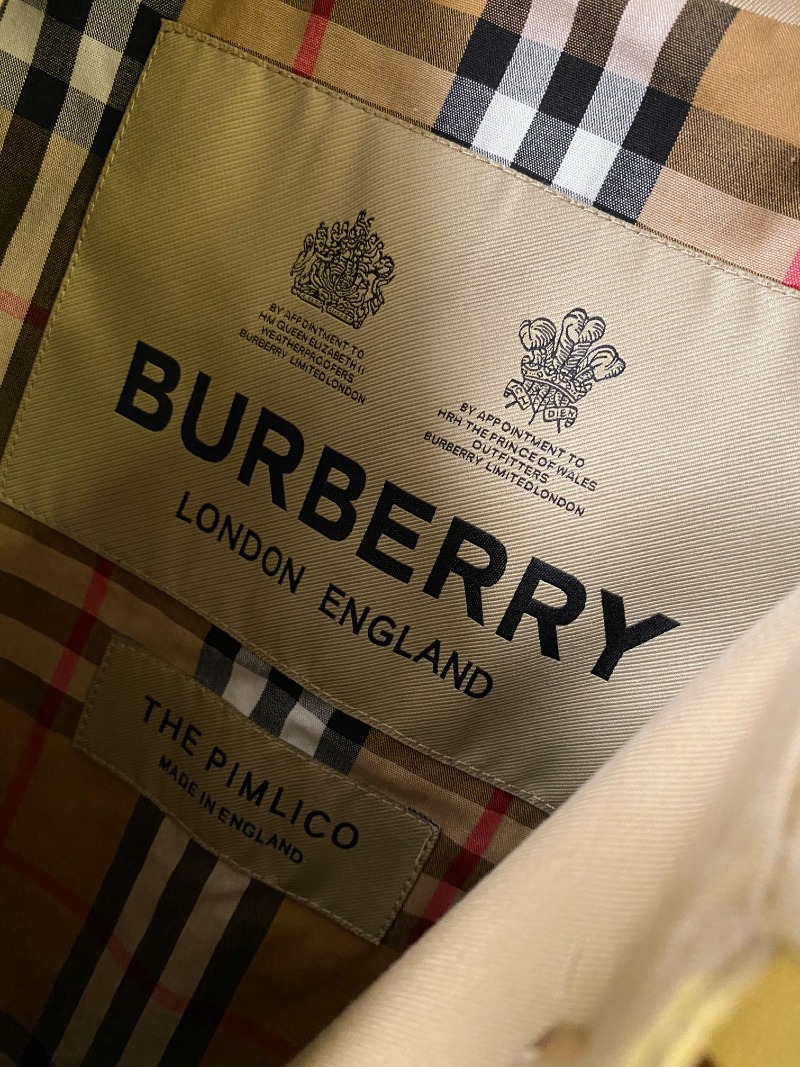 BY APPOINTMENT TO
HM QUEEN ELIZABETH II
WEATHERPROOFERS
BURBERRY LIMITED LONDON
DIEN
BY APPOINTMENT TO
HRH THE PRINCE OF WALES
OUTFITTERS
BURBERRY LIMITED LONDON
BURBERRY
LONDON ENGLAND
THE PIMLICO
MADE IN ENGLAND